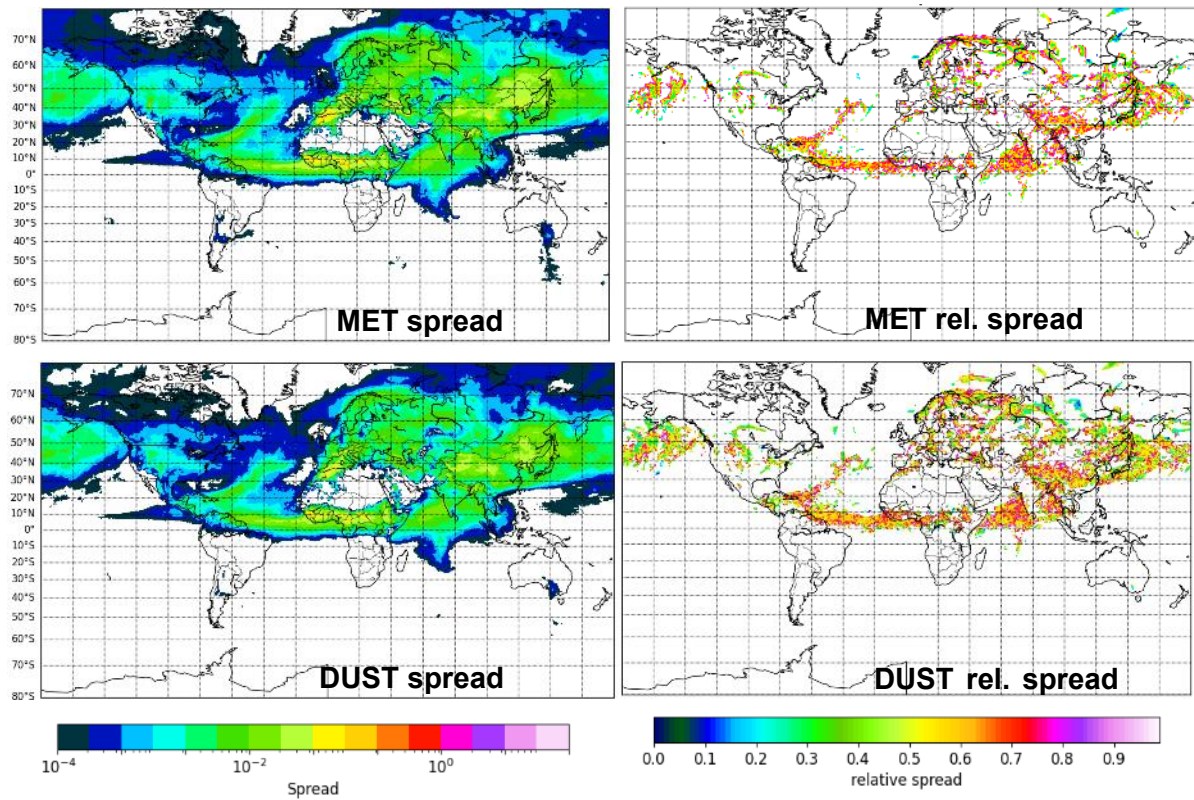 70°N
60°N
50°N
40°N
30°N
20°N
10°N
0°
10°S
20°S
30°S
40°S
50°S
60°S
70°S
80°S
MET spread
MET rel. spread
70°N
60°N
50°N
40°N
30°N
20°N
10°N
0°
10°S
20°S
30°S
40°S
50°S
60°S
70°S
80°S
DUST spread
DUST rel. spread
10⁻⁴ 10⁻² 10⁰
Spread
0.0 0.1 0.2 0.3 0.4 0.5 0.6 0.7 0.8 0.9
relative spread